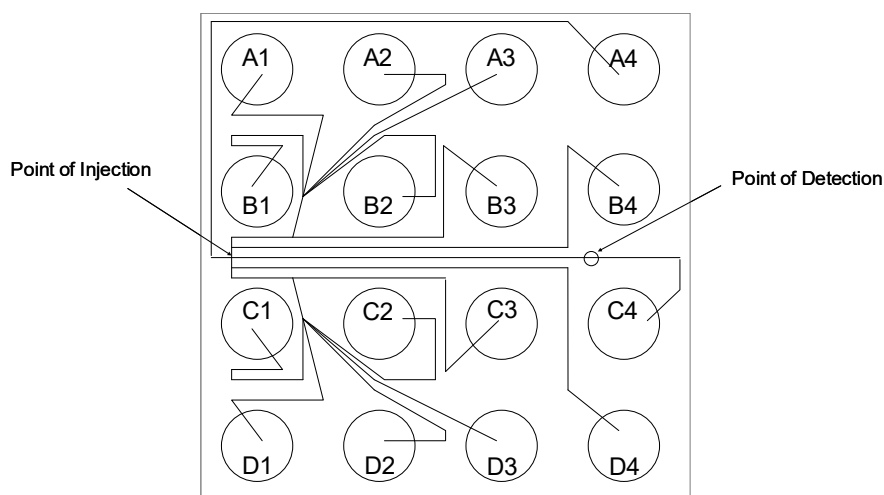 A1 A2 A3 A4
Point of Injection
Point of Detection
B1 B2 B3 B4
C1 C2 C3 C4
D1 D2 D3 D4